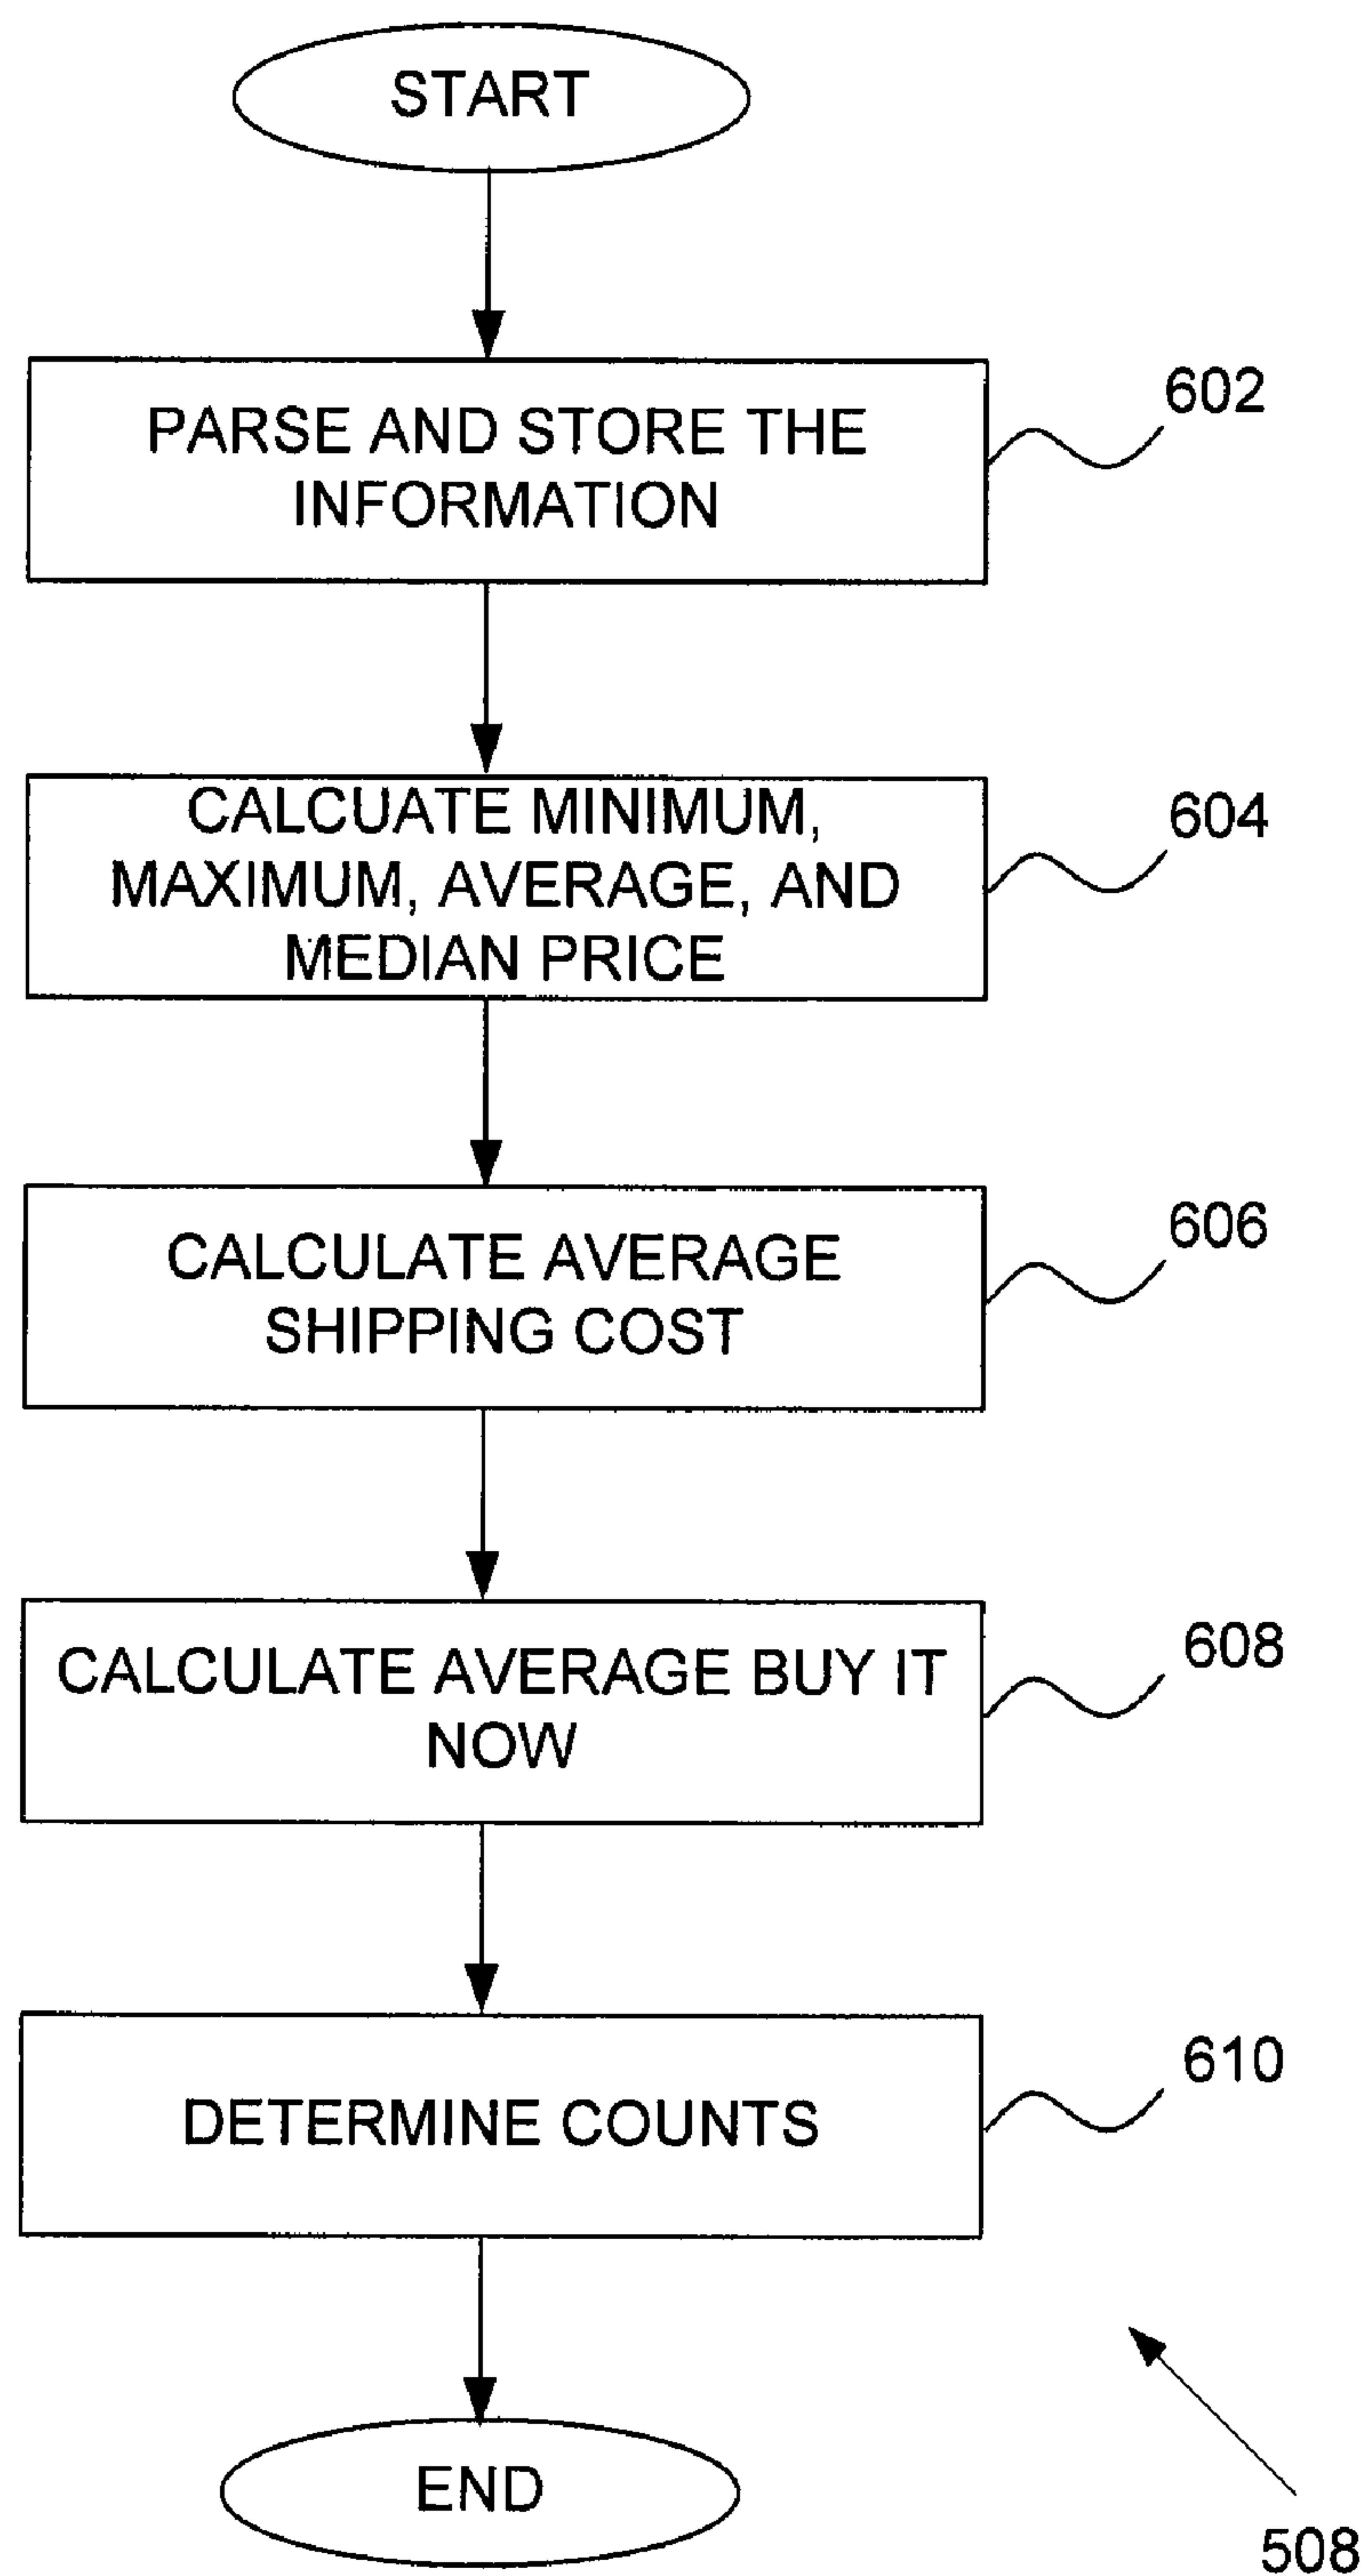 START
PARSE AND STORE THE
INFORMATION
602
CALCUATE MINIMUM,
MAXIMUM, AVERAGE, AND
MEDIAN PRICE
604
CALCULATE AVERAGE
SHIPPING COST
606
CALCULATE AVERAGE BUY IT
NOW
608
DETERMINE COUNTS
610
END
508